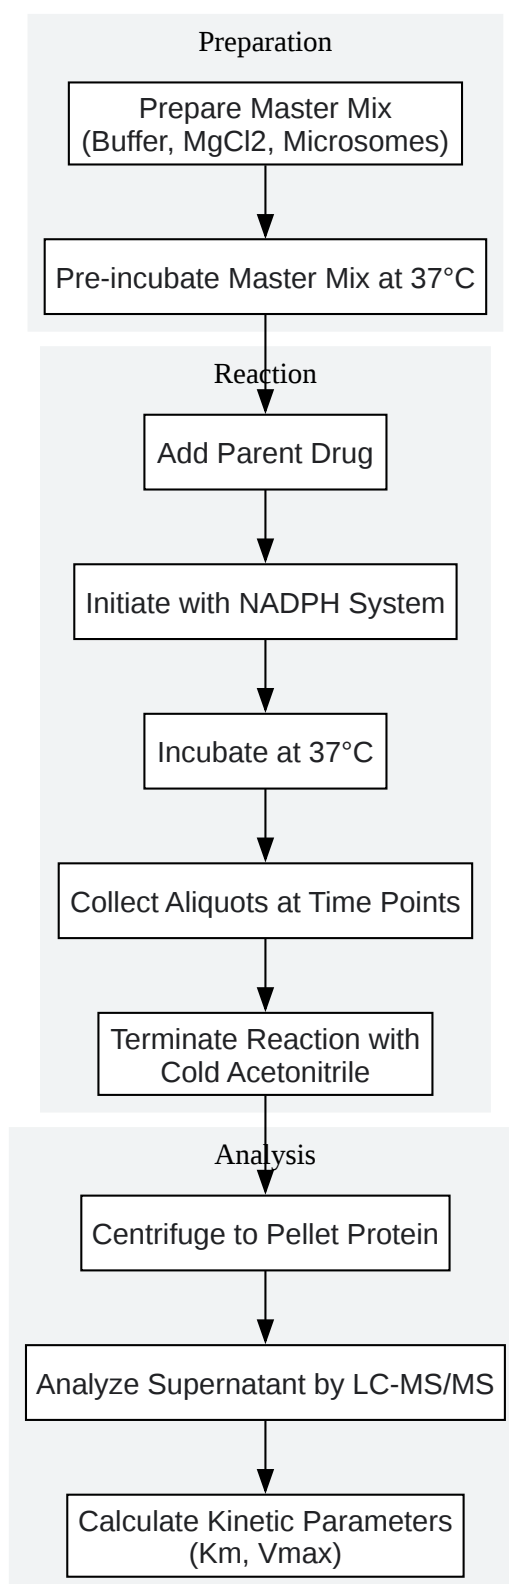 Preparation
Prepare Master Mix
(Buffer, MgCl2, Microsomes)
Pre-incubate Master Mix at 37°C
Reaction
Add Parent Drug
Initiate with NADPH System
Incubate at 37°C
Collect Aliquots at Time Points
Terminate Reaction with
Cold Acetonitrile
Analysis
Centrifuge to Pellet Protein
Analyze Supernatant by LC-MS/MS
Calculate Kinetic Parameters
(Km, Vmax)